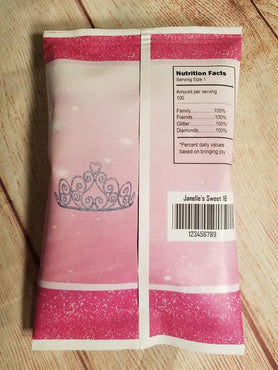 Nutrition Facts
Serving Size 1
Amount per serving
100
Family............100%
Freinds...........100%
Glitter..............100%
Diamonds.......100%
*Percent daily values
based on bringing joy
Janelle's Sweet 16
123456789